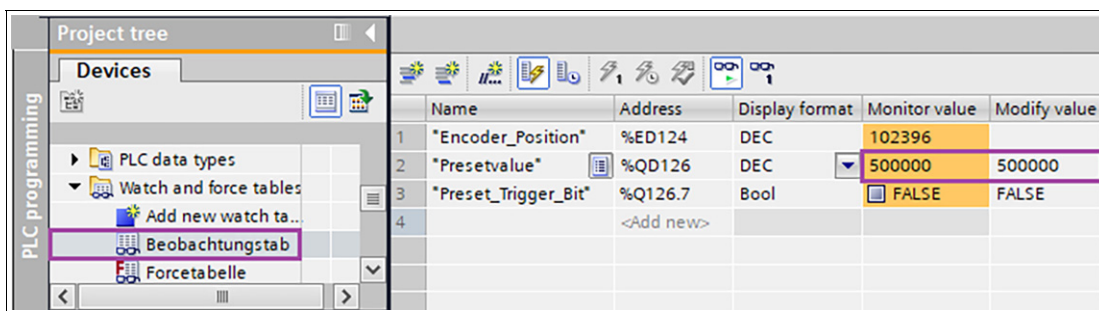 Project tree
Devices
PLC programming
PLC data types
Watch and force tables
Add new watch ta...
Beobachtungstab
Forcetabelle
Name Address Display format Monitor value Modify value
1 "Encoder_Position" %ED124 DEC 102396
2 "Presetvalue" %QD126 DEC 500000 500000
3 "Preset_Trigger_Bit" %Q126.7 Bool FALSE FALSE
4 <Add new>